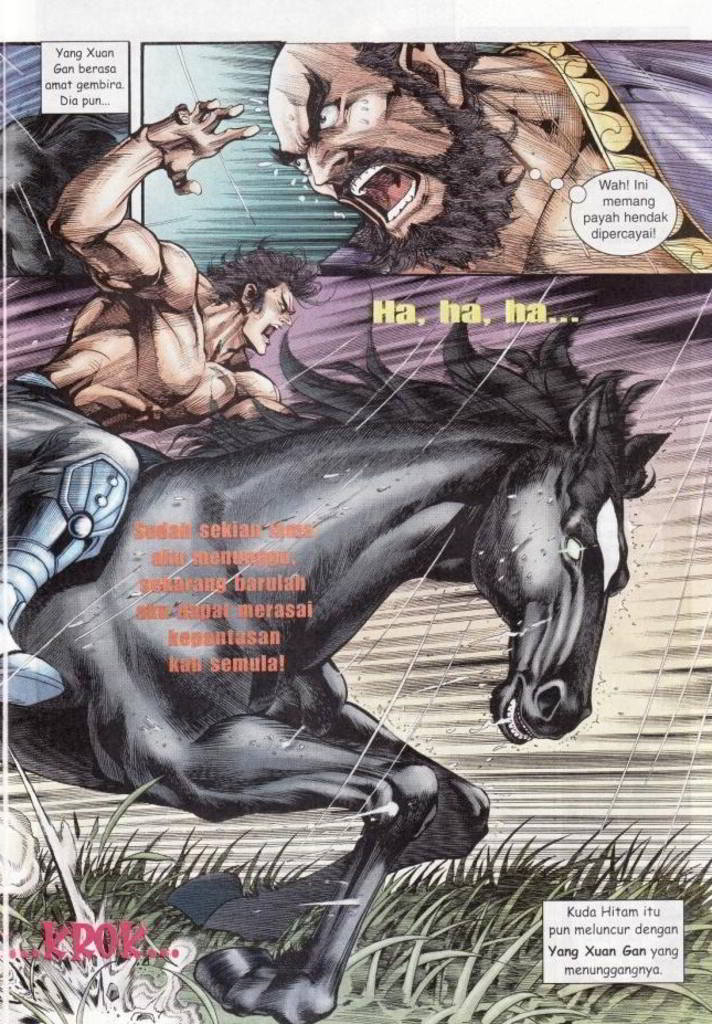 Yang Xuan
Gan berasa
amat gembira.
Dia pun...
Wah! Ini
memang
payah hendak
dipercayai!
Ha, ha, ha...
Sudah sekian lama
aku menunggu,
sekarang barulah
aku dapat merasai
kepantasan
kau semula!
...KROK...
Kuda Hitam itu
pun meluncur dengan
Yang Xuan Gan yang
menunggangnya.